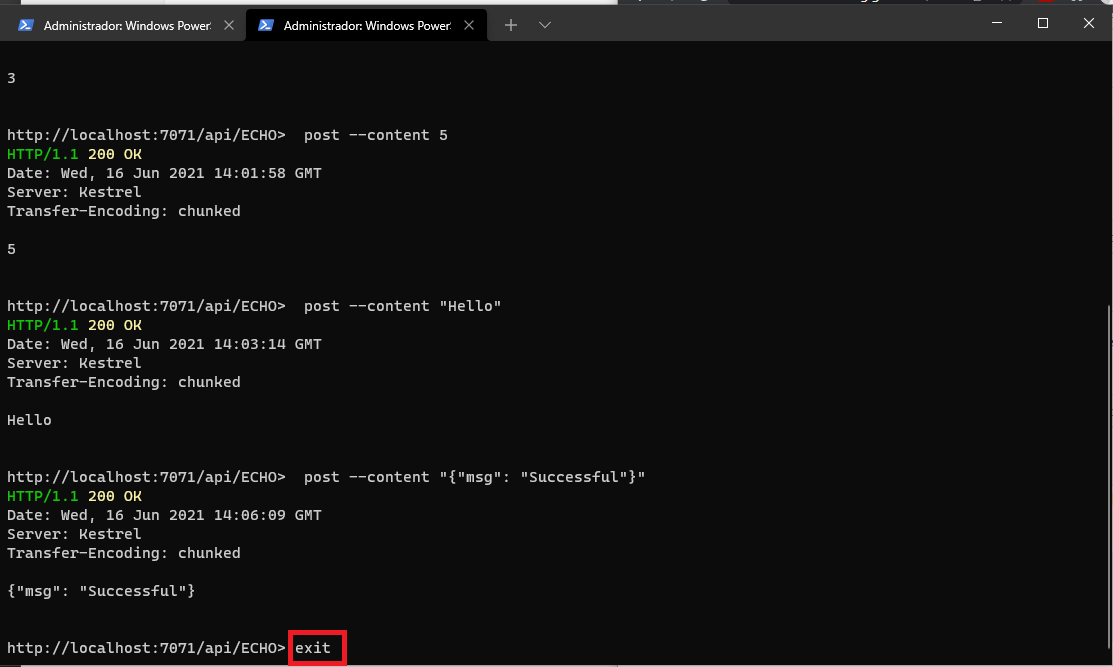 Administrador: Windows Power
Administrador: Windows Power
3
http://localhost:7071/api/ECHO>  post --content 5
HTTP/1.1 200 OK
Date: Wed, 16 Jun 2021 14:01:58 GMT
Server: Kestrel
Transfer-Encoding: chunked
5
http://localhost:7071/api/ECHO>  post --content "Hello"
HTTP/1.1 200 OK
Date: Wed, 16 Jun 2021 14:03:14 GMT
Server: Kestrel
Transfer-Encoding: chunked
Hello
http://localhost:7071/api/ECHO>  post --content "{"msg": "Successful"}"
HTTP/1.1 200 OK
Date: Wed, 16 Jun 2021 14:06:09 GMT
Server: Kestrel
Transfer-Encoding: chunked
{"msg": "Successful"}
http://localhost:7071/api/ECHO> exit